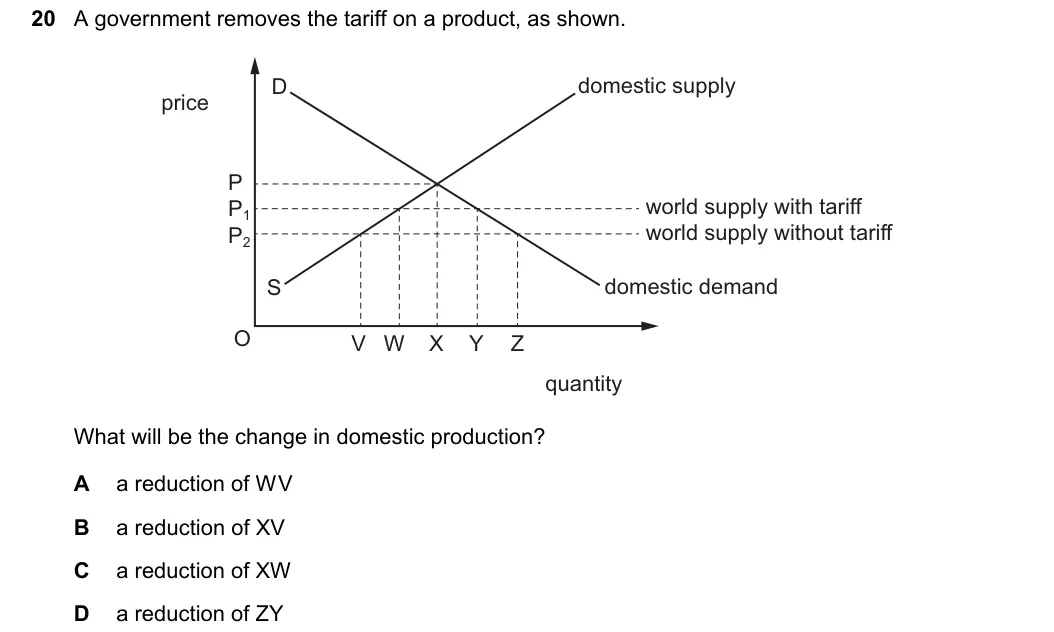 20 A government removes the tariff on a product, as shown.
D
domestic supply
price
P
P1
world supply with tariff
P2
world supply without tariff
S
domestic demand
O
V W X Y Z
quantity
What will be the change in domestic production?
A a reduction of WV
B a reduction of XV
C a reduction of XW
D a reduction of ZY